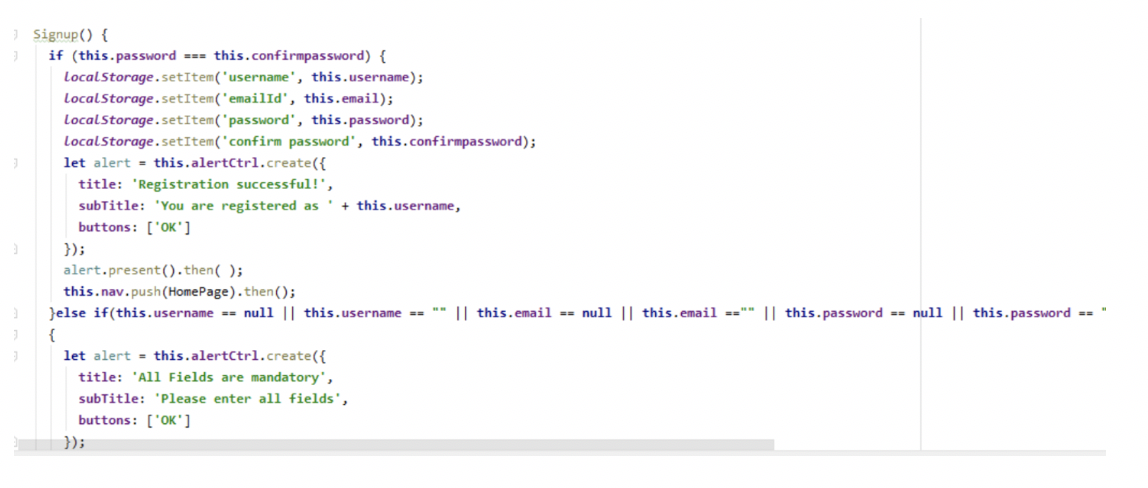 Signup() {
if (this.password === this.confirmpassword) {
localStorage.setItem('username', this.username);
localStorage.setItem('emailId', this.email);
localStorage.setItem('password', this.password);
localStorage.setItem('confirm password', this.confirmpassword);
let alert = this.alertCtrl.create({
title: 'Registration successful!',
subTitle: 'You are registered as ' + this.username,
buttons: ['OK']
});
alert.present().then( );
this.nav.push(HomePage).then();
}else if(this.username == null || this.username == "" || this.email == null || this.email =="" || this.password == null || this.password == "
{
let alert = this.alertCtrl.create({
title: 'All Fields are mandatory',
subTitle: 'Please enter all fields',
buttons: ['OK']
});